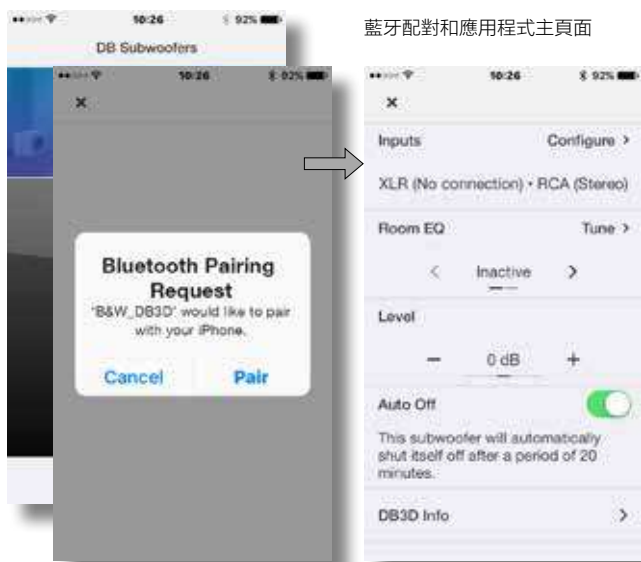 藍牙配對和應用程式主頁面
10:26
92%
DB Subwoofers
10:26
92%
×
Bluetooth Pairing
Request
"B&W_DB3D" would like to pair
with your iPhone.
Cancel
Pair
10:26
92%
×
Inputs
Configure >
XLR (No connection) • RCA (Stereo)
Room EQ
Tune >
< Inactive >
Level
− 0 dB +
Auto Off
This subwoofer will automatically
shut itself off after a period of 20
minutes.
DB3D Info >